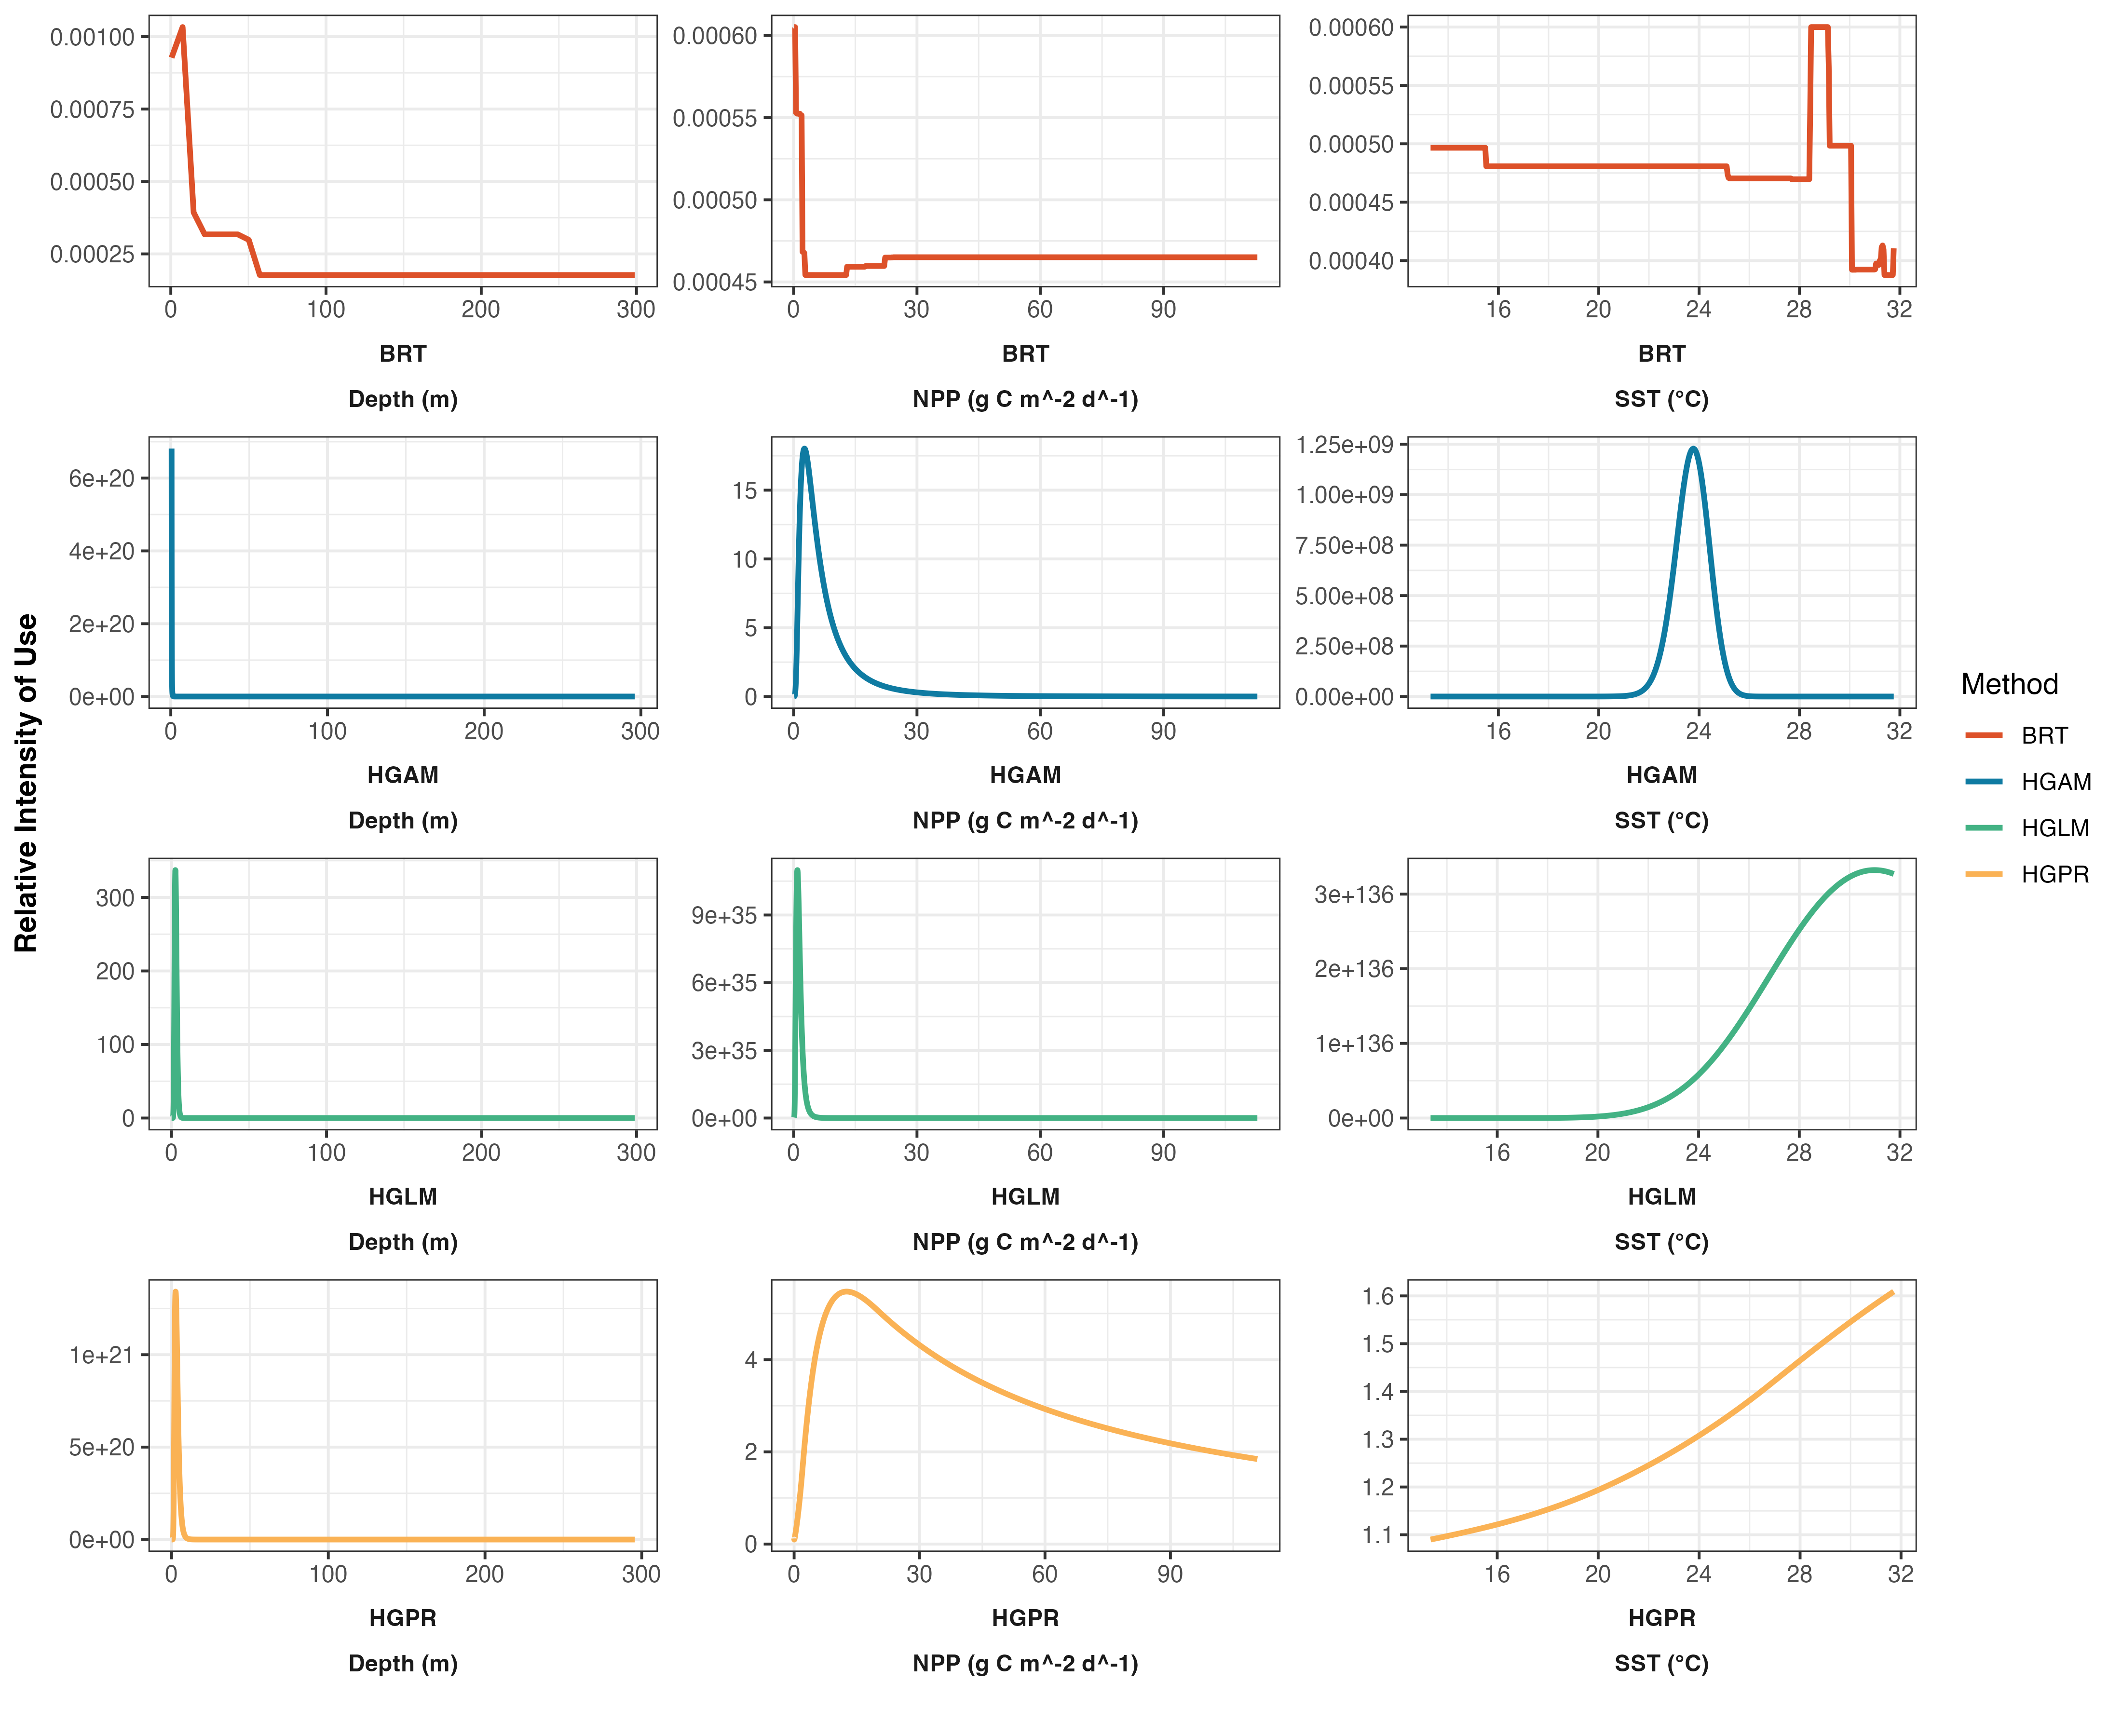 Relative Intensity of Use
0.00100
0.00075
0.00050
0.00025
0 100 200 300
BRT
Depth (m)
0.00060
0.00055
0.00050
0.00045
0 30 60 90
BRT
NPP (g C m^-2 d^-1)
0.00060
0.00055
0.00050
0.00045
0.00040
16 20 24 28 32
BRT
SST (°C)
6e+20
4e+20
2e+20
0e+00
0 100 200 300
HGAM
Depth (m)
15
10
5
0
0 30 60 90
HGAM
NPP (g C m^-2 d^-1)
1.25e+09
1.00e+09
7.50e+08
5.00e+08
2.50e+08
0.00e+00
16 20 24 28 32
HGAM
SST (°C)
300
200
100
0
0 100 200 300
HGLM
Depth (m)
9e+35
6e+35
3e+35
0e+00
0 30 60 90
HGLM
NPP (g C m^-2 d^-1)
3e+136
2e+136
1e+136
0e+00
16 20 24 28 32
HGLM
SST (°C)
1e+21
5e+20
0e+00
0 100 200 300
HGPR
Depth (m)
4
2
0
0 30 60 90
HGPR
NPP (g C m^-2 d^-1)
1.6
1.5
1.4
1.3
1.2
1.1
16 20 24 28 32
HGPR
SST (°C)
Method
BRT
HGAM
HGLM
HGPR